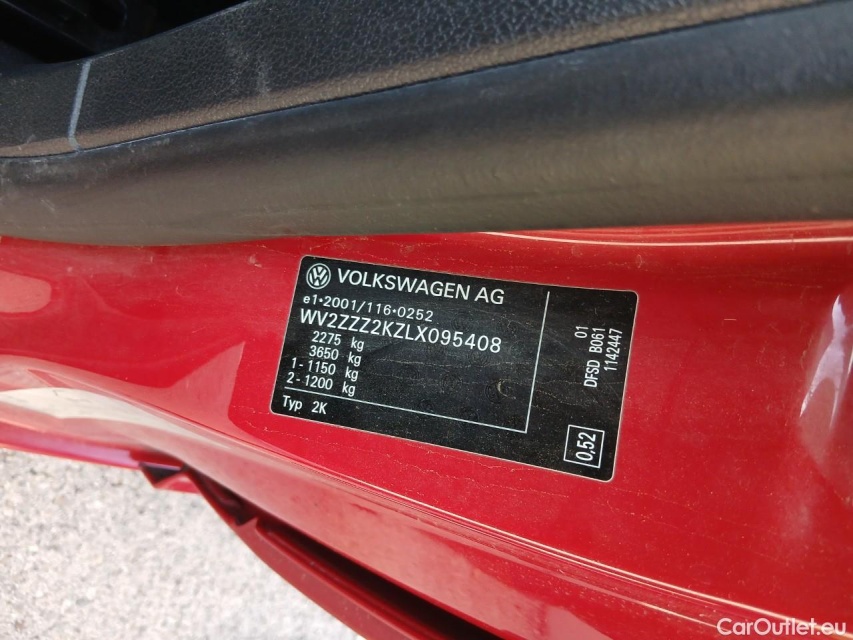 VOLKSWAGEN AG
e1•2001/116•0252
WV2ZZZ2KZLX095408
2275 kg
3650 kg
1-1150 kg
2-1200 kg
Typ 2K
01
DFSD B061
1142447
0,52
CarOutlet.eu